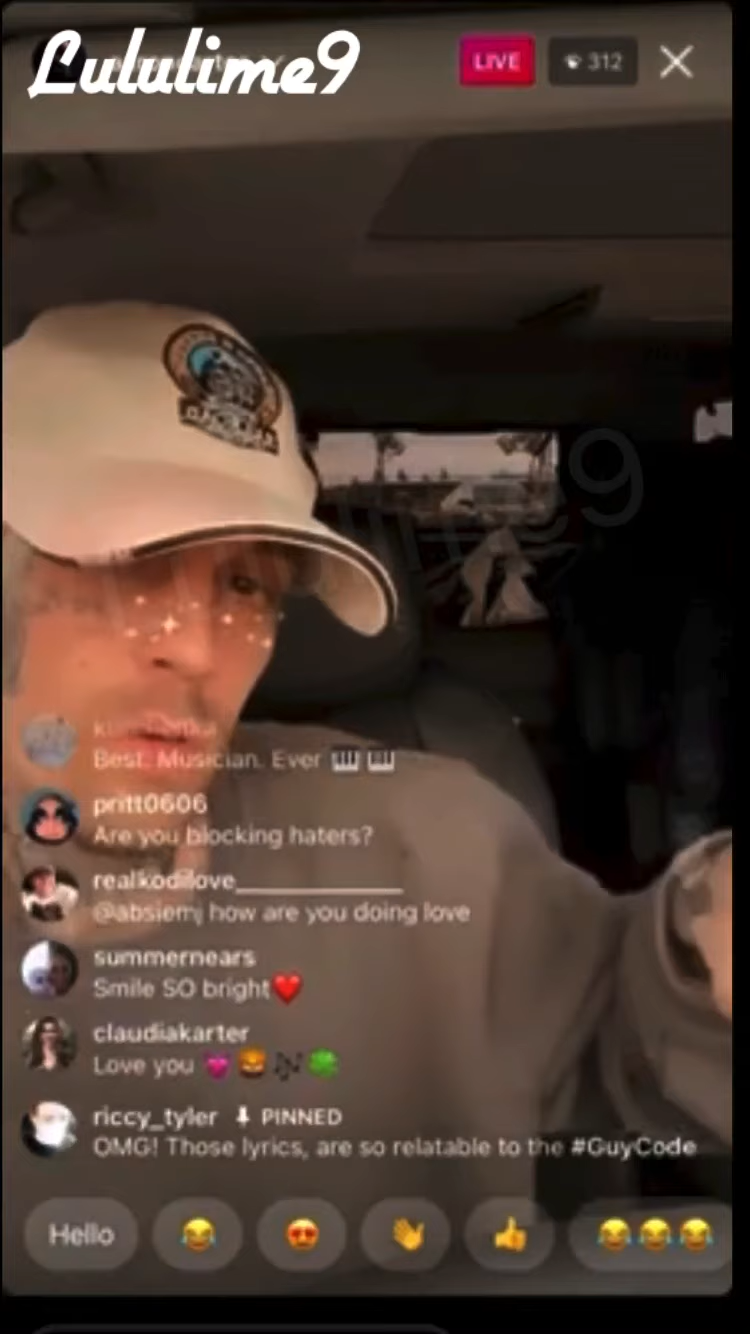 Lululime9
LIVE
312
Best. Musician. Ever 🎹 🎹
pritt0606
Are you blocking haters?
realkodilove______________
@absiemj how are you doing love
summernears
Smile SO bright❤️
claudiakarter
Love you 💓 🍔 🎶 🍀
riccy_tyler PINNED
OMG! Those lyrics, are so relatable to the #GuyCode
Hello 😂 😍 👋 👍 😂😂😂